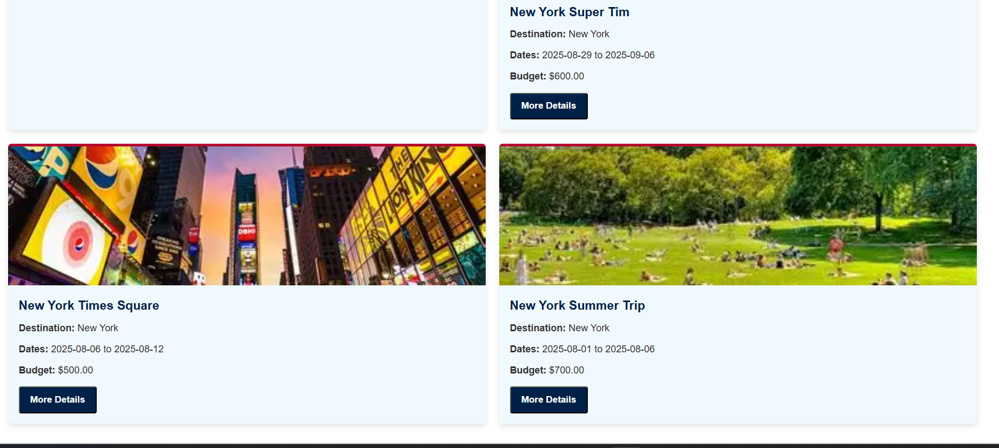 New York Super Tim
Destination: New York
Dates: 2025-08-29 to 2025-09-06
Budget: $600.00
More Details
THE
LION KING
New York Times Square
Destination: New York
Dates: 2025-08-06 to 2025-08-12
Budget: $500.00
More Details
New York Summer Trip
Destination: New York
Dates: 2025-08-01 to 2025-08-06
Budget: $700.00
More Details